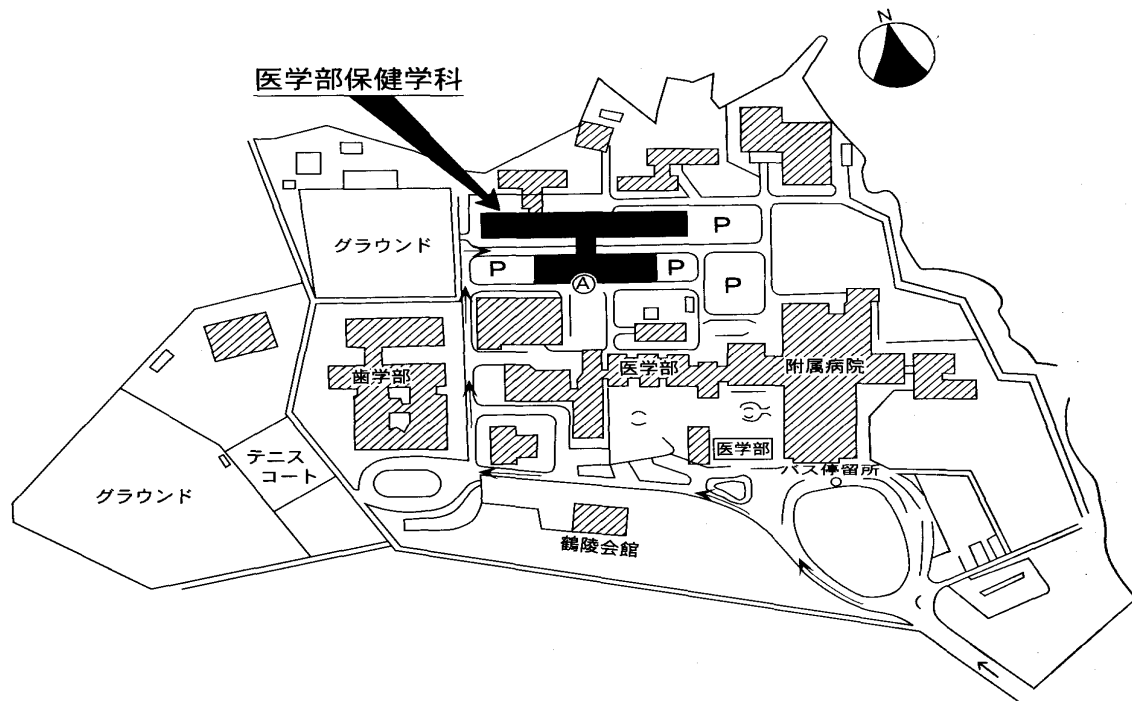 N
医学部保健学科
グラウンド
P
P
P
A
P
歯学部
医学部
附属病院
医学部
バス停留所
テニス
コート
グラウンド
鶴陵会館